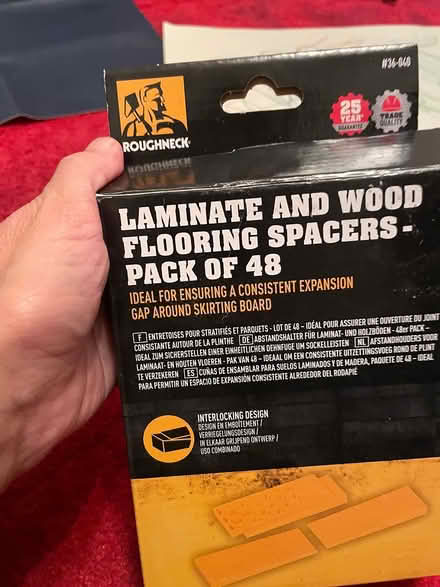 #36-040
25
YEAR
GUARANTEE
TRADE
QUALITY
ROUGHNECK
ROUGHNECK
LAMINATE AND WOOD
FLOORING SPACERS -
PACK OF 48
IDEAL FOR ENSURING A CONSISTENT EXPANSION
GAP AROUND SKIRTING BOARD
F ENTRETOISES POUR STRATIFIÉS ET PARQUETS - LOT DE 48 – IDÉAL POUR ASSURER UNE OUVERTURE DU JOINT
CONSISTANTE AUTOUR DE LA PLINTHE DE ABSTANDSHALTER FÜR LAMINAT- UND HOLZBÖDEN - 48er PACK –
IDEAL ZUM SICHERSTELLEN EINER EINHEITLICHEN DEHNFUGE UM SOCKELLEISTEN NL AFSTANDHOUDERS VOOR
LAMINAAT- EN HOUTEN VLOEREN - PAK VAN 48 – IDEAAL OM EEN CONSISTENTE UITZETTINGSVOEG ROND DE PLINT
TE VERZEKEREN ES CUÑAS DE ENSAMBLAR PARA SUELOS LAMINADOS Y DE MADERA, PAQUETE DE 48 – IDEAL
PARA PERMITIR UN ESPACIO DE EXPANSIÓN CONSISTENTE ALREDEDOR DEL RODAPIÉ
INTERLOCKING DESIGN
DESIGN EN EMBOÎTEMENT /
VERRIEGELUNGSDESIGN /
IN ELKAAR GRIJPEND ONTWERP /
USO COMBINADO